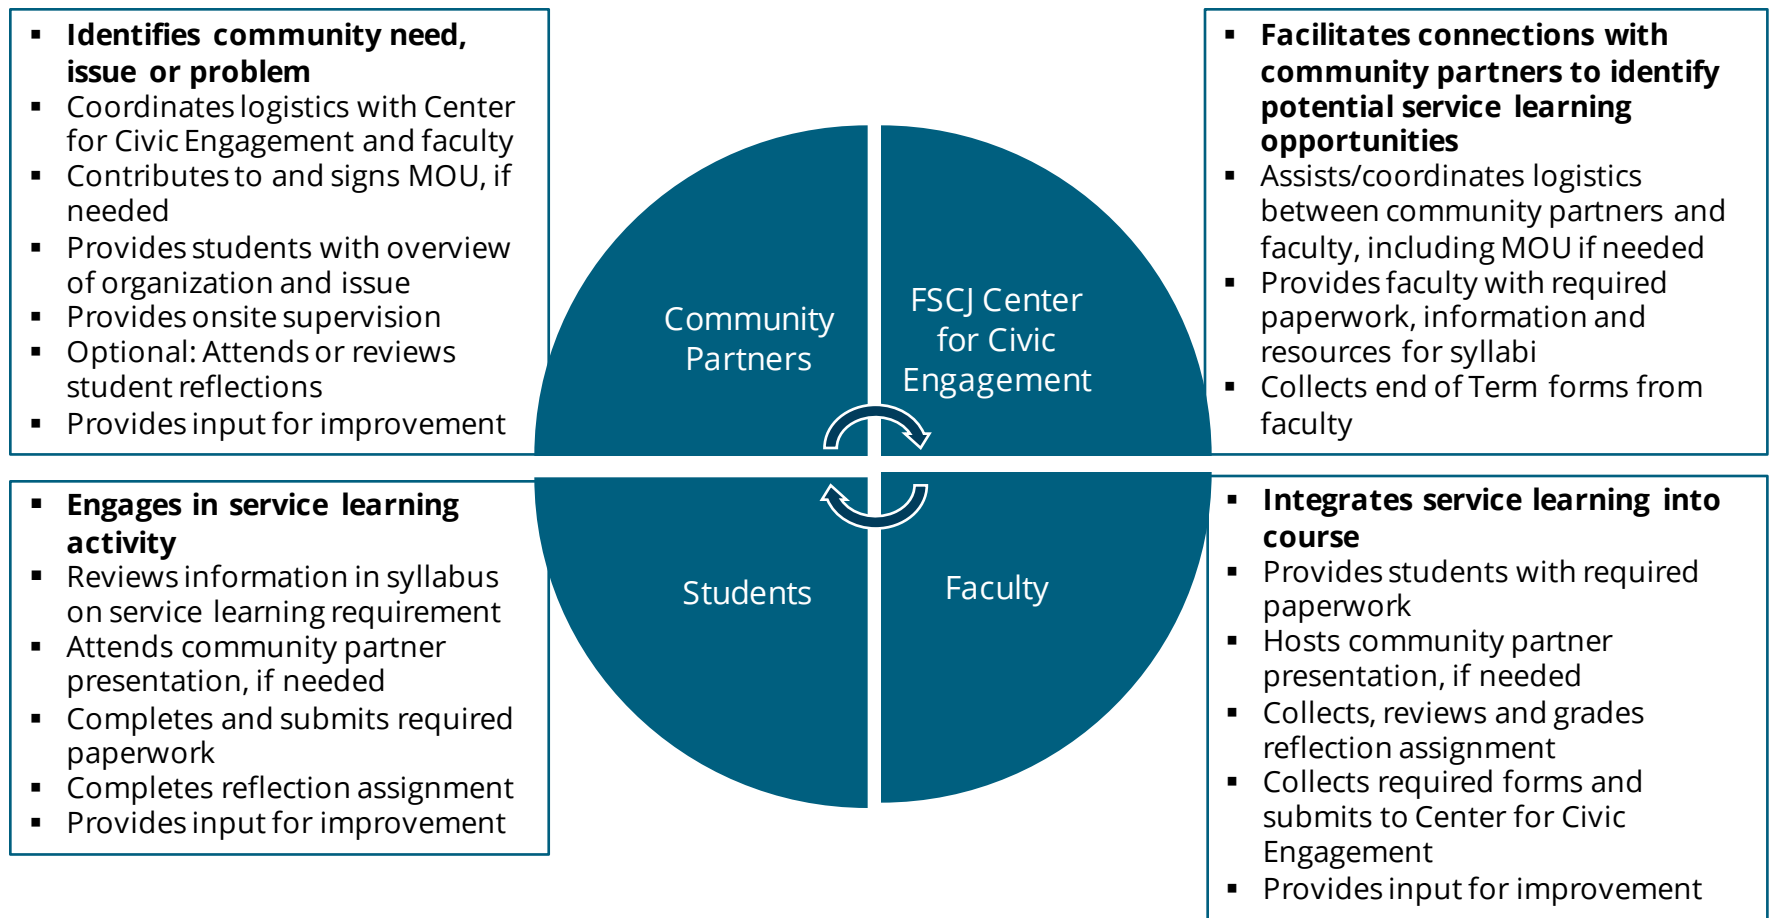 ▪ Identifies community need,
issue or problem
▪ Coordinates logistics with Center
for Civic Engagement and faculty
▪ Contributes to and signs MOU, if
needed
▪ Provides students with overview
of organization and issue
▪ Provides onsite supervision
▪ Optional: Attends or reviews
student reflections
▪ Provides input for improvement
▪ Facilitates connections with
community partners to identify
potential service learning
opportunities
▪ Assists/coordinates logistics
between community partners and
faculty, including MOU if needed
▪ Provides faculty with required
paperwork, information and
resources for syllabi
▪ Collects end of Term forms from
faculty
Community
Partners
FSCJ Center
for Civic
Engagement
Students
Faculty
▪ Engages in service learning
activity
▪ Reviews information in syllabus
on service learning requirement
▪ Attends community partner
presentation, if needed
▪ Completes and submits required
paperwork
▪ Completes reflection assignment
▪ Provides input for improvement
▪ Integrates service learning into
course
▪ Provides students with required
paperwork
▪ Hosts community partner
presentation, if needed
▪ Collects, reviews and grades
reflection assignment
▪ Collects required forms and
submits to Center for Civic
Engagement
▪ Provides input for improvement